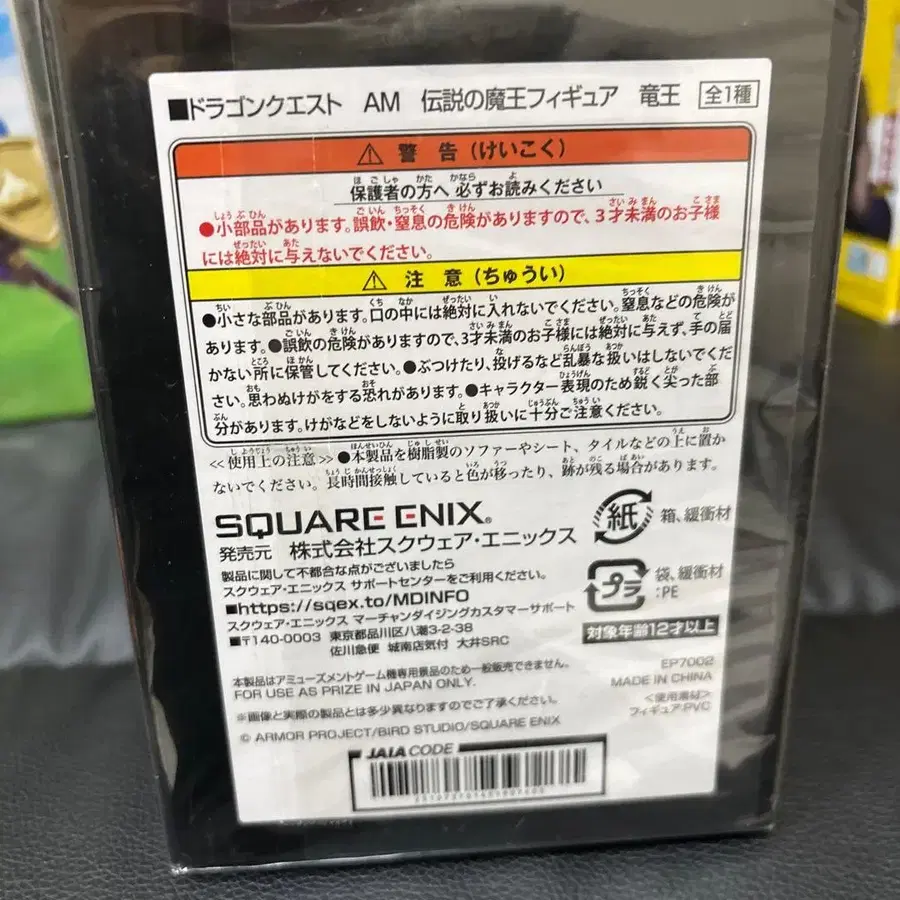 ■ドラゴンクエスト　AM　伝説の魔王フィギュア　竜王　全1種
⚠ 警 告 (けいこく)
保護者の方へ 必ずお読みください
●小部品があります。誤飲・窒息の危険がありますので、3才未満のお子様
には絶対に与えないでください。
⚠ 注 意 (ちゅうい)
●小さな部品があります。口の中には絶対に入れないでください。窒息などの危険が
あります。●誤飲の危険がありますので、3才未満のお子様には絶対に与えず、手の届
かない所に保管してください。●ぶつけたり、投げるなど乱暴な扱いはしないでくだ
さい。思わぬけがをする恐れがあります。●キャラクター表現のため鋭く尖った部
分があります。けがなどをしないように取り扱いに十分ご注意ください。
≪使用上の注意≫ ●本製品を樹脂製のソファーやシート、タイルなどの上に置か
ないでください。長時間接触していると色が移ったり、跡が残る場合があります。
SQUARE ENIX®
発売元　株式会社スクウェア・エニックス
製品に関して不都合な点がございましたら
スクウェア・エニックス サポートセンターをご利用ください。
■https://sqex.to/MDINFO
スクウェア・エニックス マーチャンダイジングカスタマーサポート
■〒140-0003　東京都品川区八潮3-2-38
佐川急便　城南店気付　大井SRC
本製品はアミューズメントゲーム機専用景品のため一般販売できません。
FOR USE AS PRIZE IN JAPAN ONLY.
※画像と実際の製品とは多少異なりますのでご了承ください。
© ARMOR PROJECT/BIRD STUDIO/SQUARE ENIX
紙 箱、緩衝材
プラ 袋、緩衝材
:PE
対象年齢12才以上
EP7002
MADE IN CHINA
＜使用素材＞
フィギュア:PVC
JAIA CODE